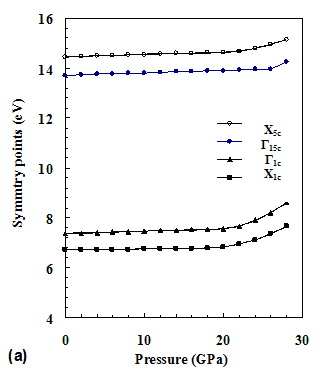 16
14
12
10
8
6
4
Symmtry points (eV)
X5c
Γ15c
Γ1c
X1c
0
10
20
30
(a)
Pressure (GPa)